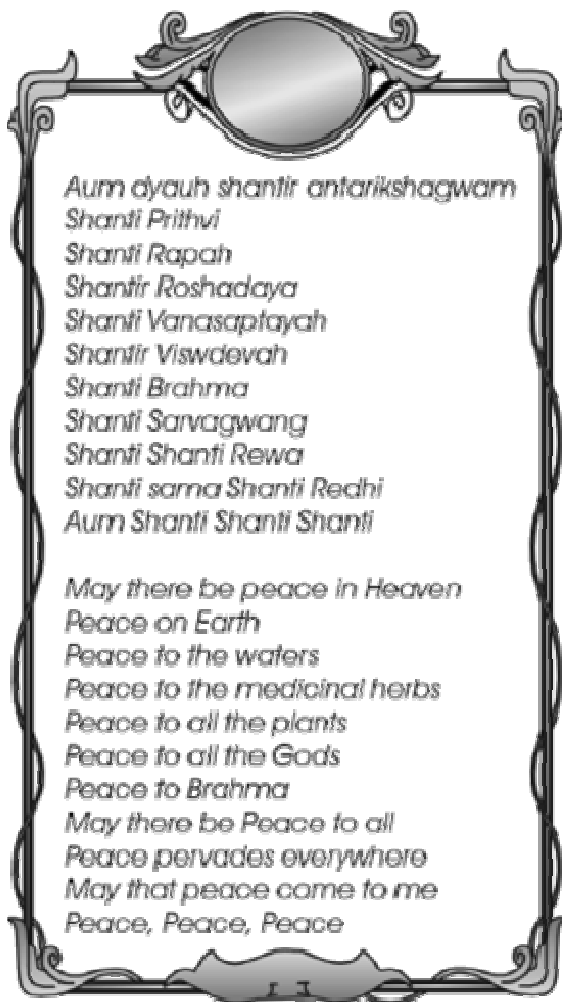 Aum dyauh shantir antarikshagwam
Shanti Prithvi
Shanti Rapah
Shantir Roshadaya
Shanti Vanasaptayah
Shantir Viswdevah
Shanti Brahma
Shanti Sarvagwang
Shanti Shanti Rewa
Shanti sama Shanti Redhi
Aum Shanti Shanti Shanti

May there be peace in Heaven
Peace on Earth
Peace to the waters
Peace to the medicinal herbs
Peace to all the plants
Peace to all the Gods
Peace to Brahma
May there be Peace to all
Peace pervades everywhere
May that peace come to me
Peace, Peace, Peace